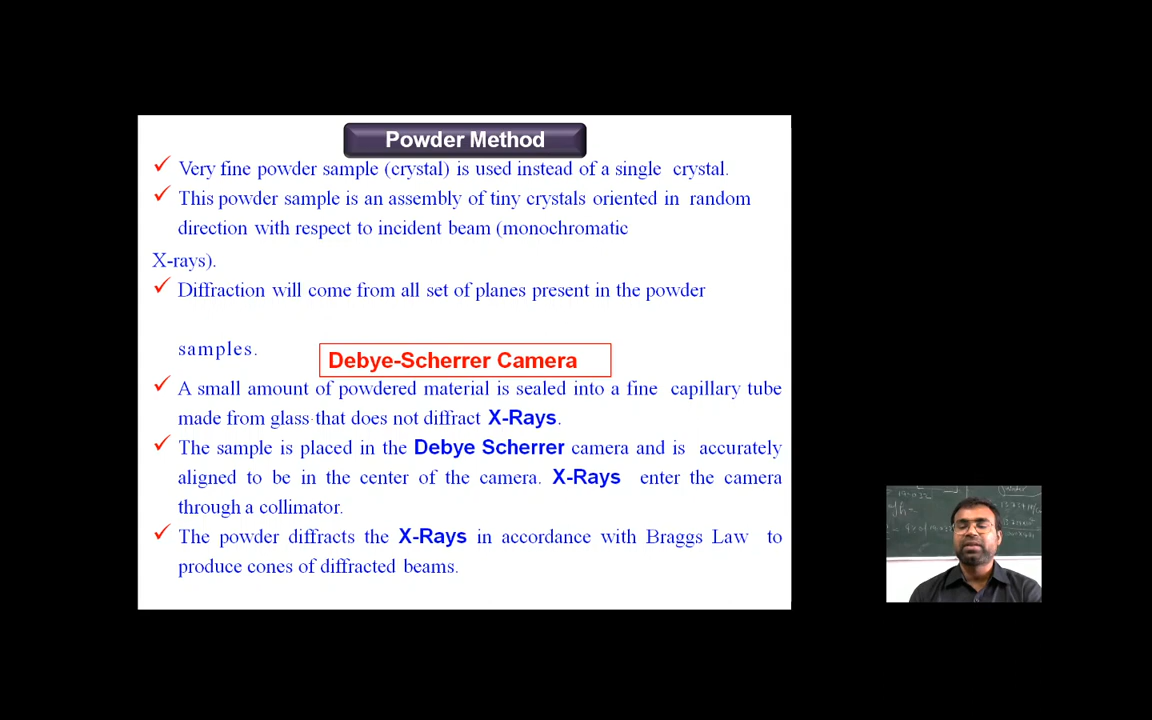 Powder Method
✓ Very fine powder sample (crystal) is used instead of a single crystal.
✓ This powder sample is an assembly of tiny crystals oriented in random
direction with respect to incident beam (monochromatic
X-rays).
✓ Diffraction will come from all set of planes present in the powder
samples.
Debye-Scherrer Camera
✓ A small amount of powdered material is sealed into a fine capillary tube
made from glass that does not diffract X-Rays.
✓ The sample is placed in the Debye Scherrer camera and is accurately
aligned to be in the center of the camera. X-Rays enter the camera
through a collimator.
✓ The powder diffracts the X-Rays in accordance with Braggs Law to
produce cones of diffracted beams.